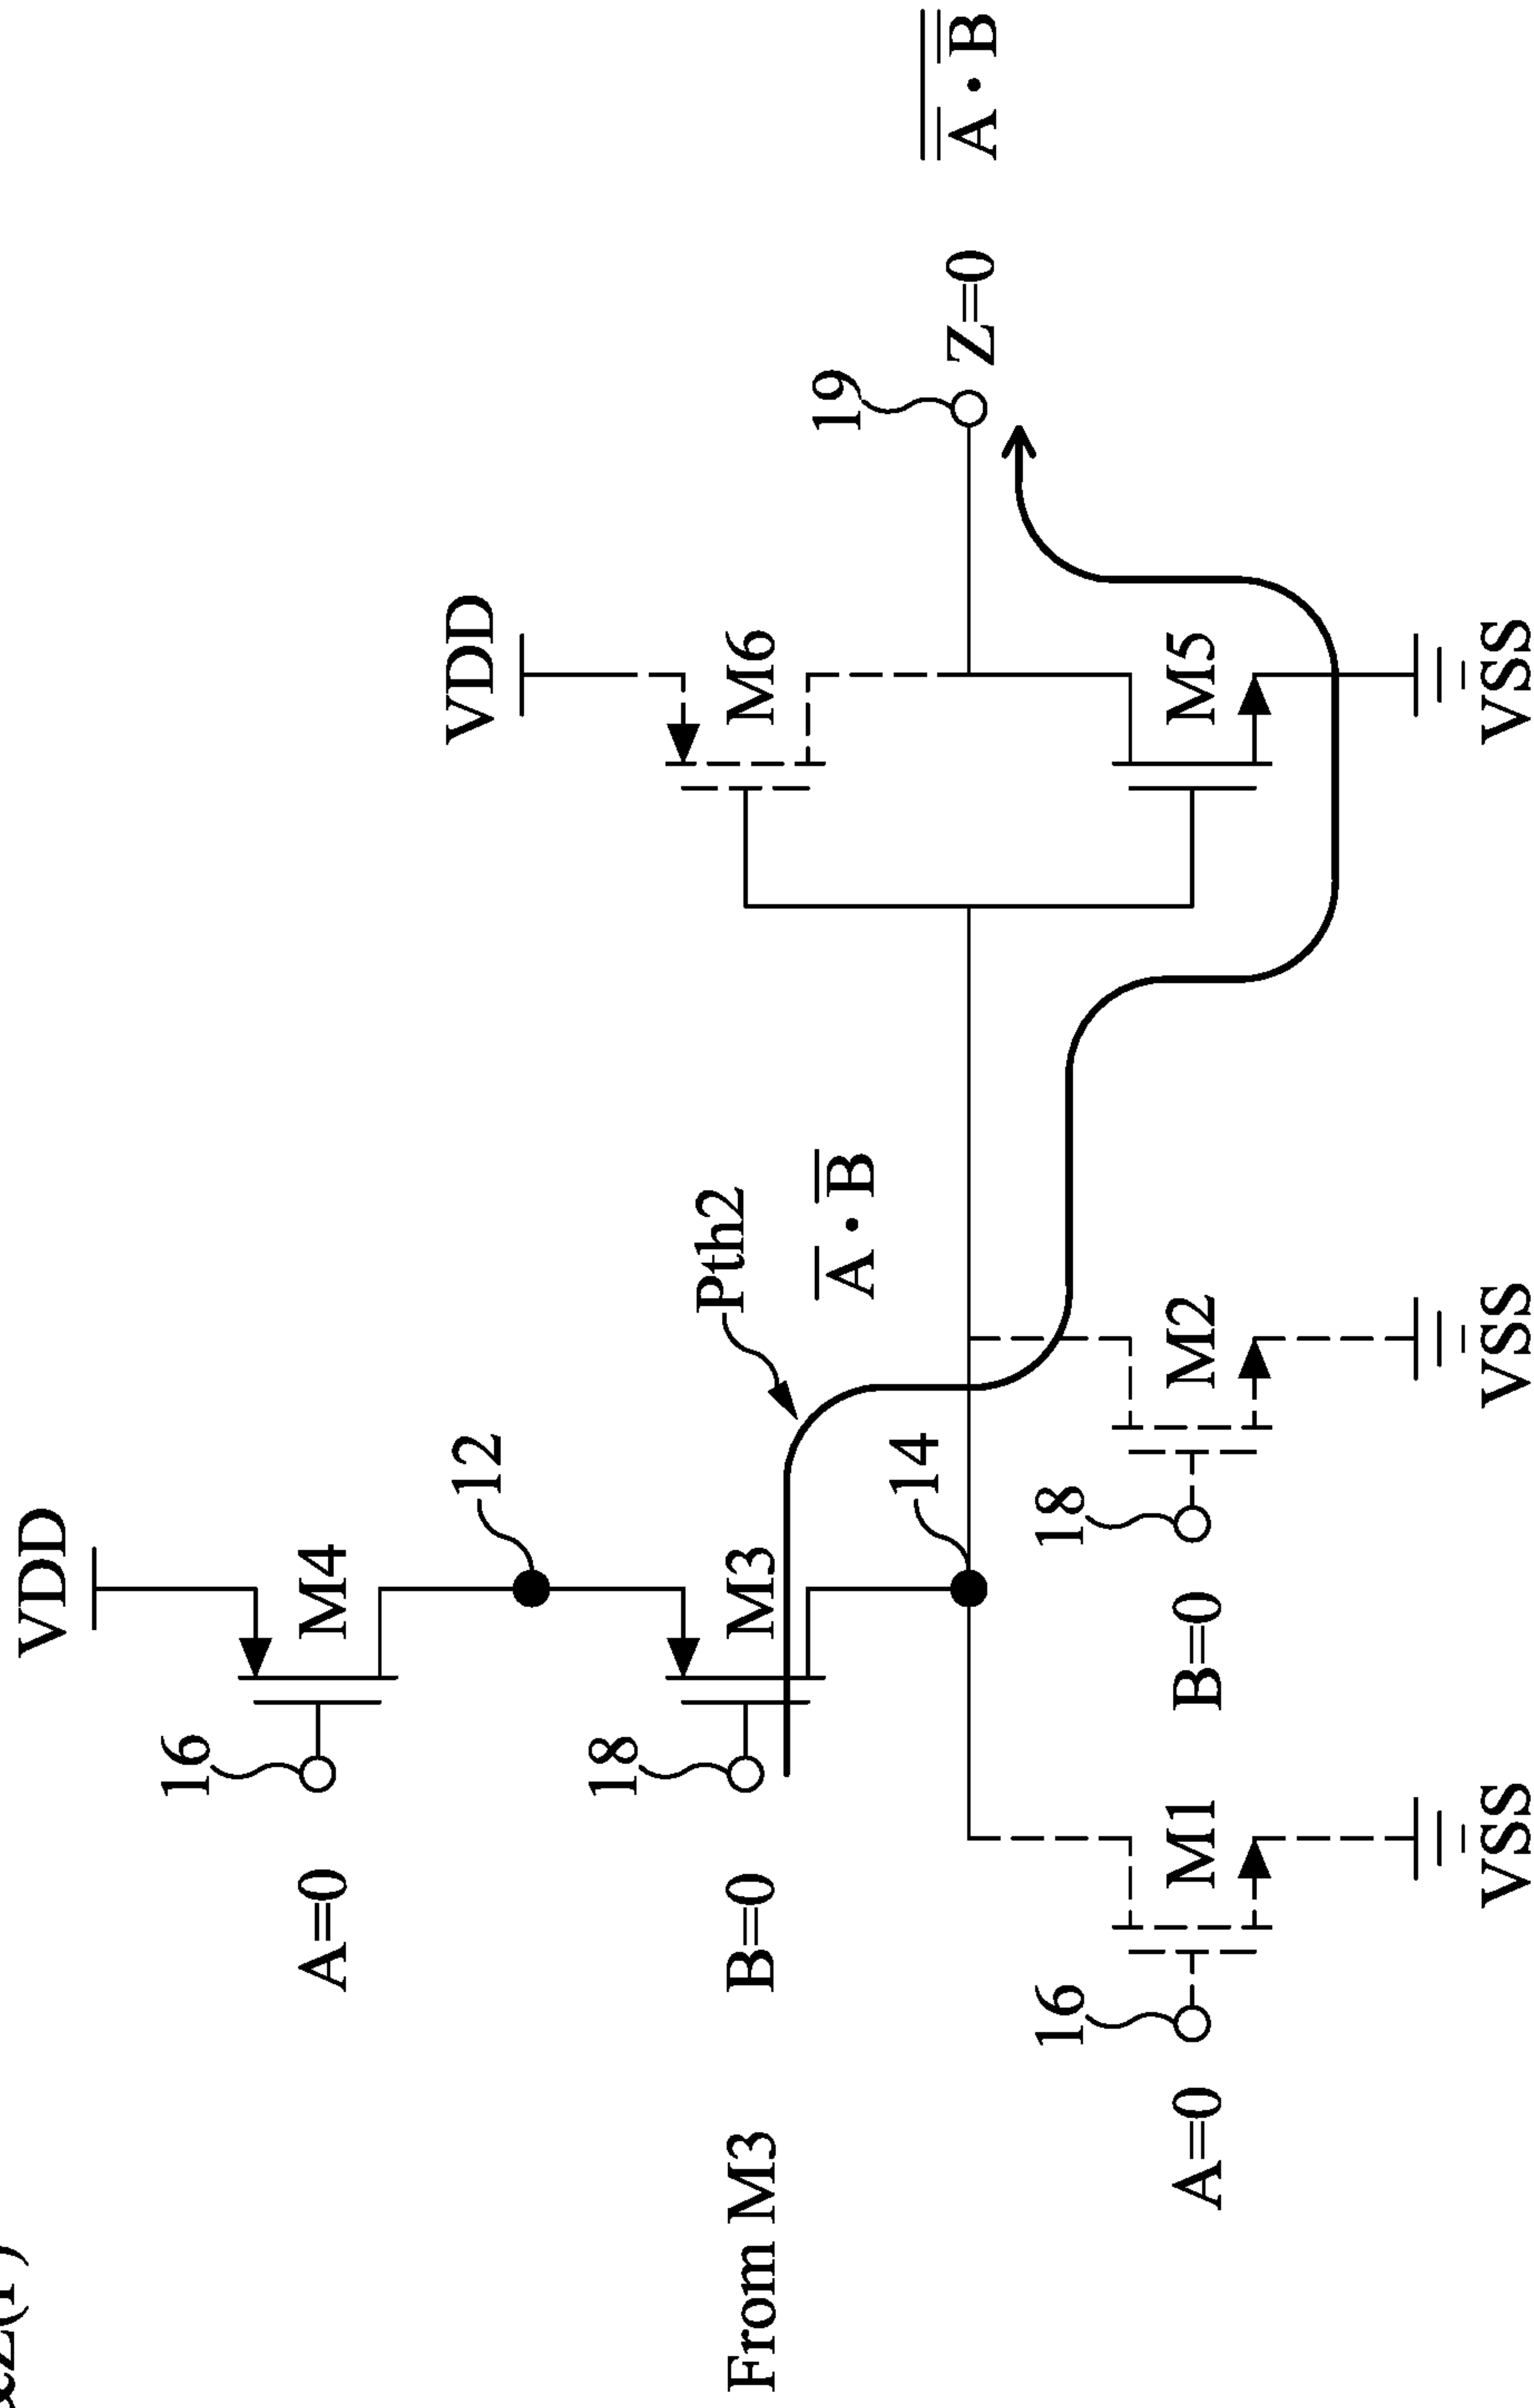 VDD
16
A=0
M4
12
VDD
18
B=0
M3
From M3
Pth2
M6
A̅ · B̅
14
19
Z=0
A̿ · B̿
16
A=0
M1
18
B=0
M2
M5
VSS
VSS
VSS